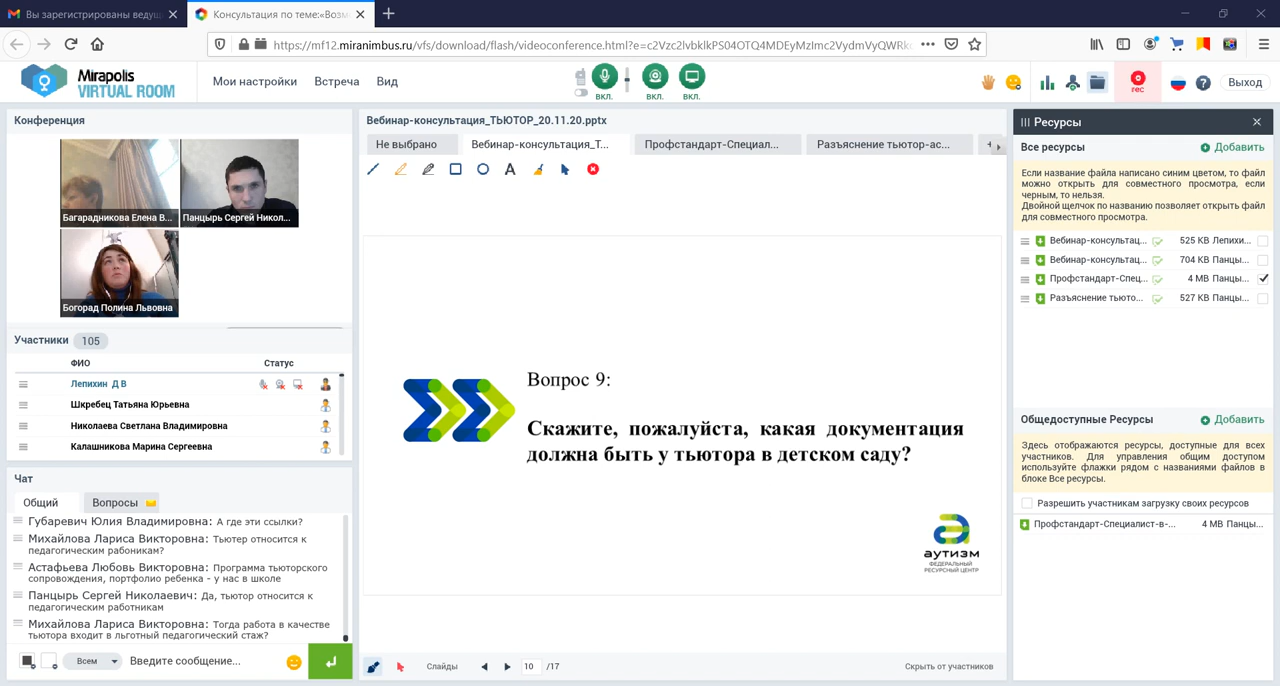 Вы зарегистрированы ведущ
Консультация по теме:«Возм
https://mf12.miranimbus.ru/vfs/download/flash/videoconference.html?e=
Mirapolis
VIRTUAL ROOM
Мои настройки
Встреча
Вид
вкл.
вкл.
вкл.
rec
Выход
Конференция
Багарадникова Елена В...
Панцырь Сергей Никол...
Богорад Полина Львовна
Участники 105
ФИО
Статус
Лепихин Д В
Шкребец Татьяна Юрьевна
Николаева Светлана Владимировна
Калашникова Марина Сергеевна
Чат
Общий
Вопросы
Губаревич Юлия Владимировна: А где эти ссылки?
Михайлова Лариса Викторовна: Тьютер относится к
педагогическим рабоникам?
Астафьева Любовь Викторовна: Программа тьюторского
сопровождения, портфолио ребенка - у нас в школе
Панцырь Сергей Николаевич: Да, тьютор относится к
педагогическим работникам
Михайлова Лариса Викторовна: Тогда работа в качестве
тьютора входит в льготный педагогический стаж?
Всем
Введите сообщение...
Вебинар-консультация_ТЬЮТОР_20.11.20.pptx
Не выбрано
Вебинар-консультация_Т...
Профстандарт-Специал...
Разъяснение тьютор-ас...
Вопрос 9:
Скажите, пожалуйста, какая документация
должна быть у тьютора в детском саду?
аутизм
ФЕДЕРАЛЬНЫЙ
РЕСУРСНЫЙ ЦЕНТР
Слайды
10 /17
Скрыть от участников
Ресурсы
Все ресурсы
Добавить
Если название файла написано синим цветом, то файл
можно открыть для совместного просмотра, если
черным, то нельзя.
Двойной щелчок по названию позволяет открыть файл
для совместного просмотра.
Вебинар-консультац... 525 KB Лепихи...
Вебинар-консультац... 704 KB Панцы...
Профстандарт-Спец... 4 MB Панцы...
Разъяснение тьюто... 527 KB Панцы...
Общедоступные Ресурсы
Добавить
Здесь отображаются ресурсы, доступные для всех
участников. Для управления общим доступом
используйте флажки рядом с названиями файлов в
блоке Все ресурсы.
Разрешить участникам загрузку своих ресурсов
Профстандарт-Специалист-в-... 4 MB Панцы...